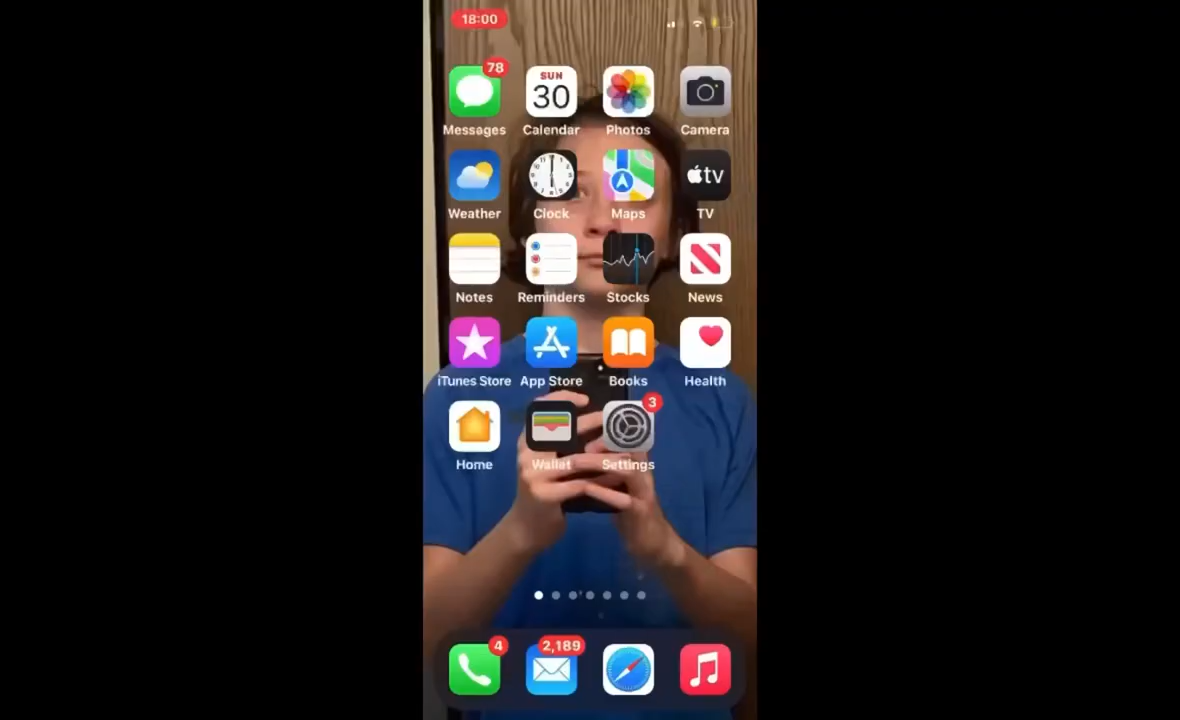 18:00
78
SUN
30
Messages Calendar Photos Camera
tv
Weather Clock Maps TV
Notes Reminders Stocks News
iTunes Store App Store Books Health
3
Home Wallet Settings
4 2,189